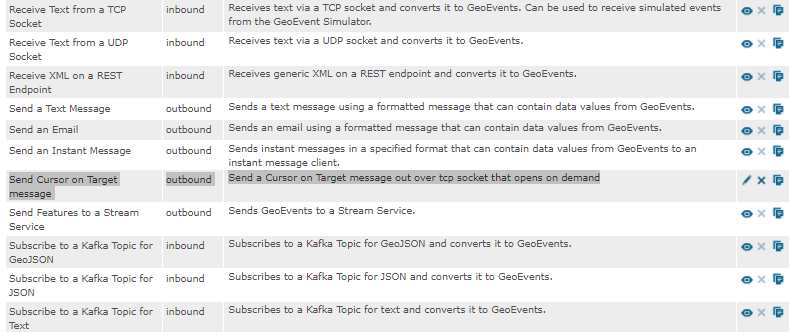 Receive Text from a TCP
Socket
inbound
Receives text via a TCP socket and converts it to GeoEvents. Can be used to receive simulated events
from the GeoEvent Simulator.
Receive Text from a UDP
Socket
inbound
Receives text via a UDP socket and converts it to GeoEvents.
Receive XML on a REST
Endpoint
inbound
Receives generic XML on a REST endpoint and converts it to GeoEvents.
Send a Text Message
outbound
Sends a text message using a formatted message that can contain data values from GeoEvents.
Send an Email
outbound
Sends an email using a formatted message that can contain data values from GeoEvents.
Send an Instant Message
outbound
Sends instant messages in a specified format that can contain data values from GeoEvents to an
instant message client.
Send Cursor on Target
message
outbound
Send a Cursor on Target message out over tcp socket that opens on demand
Send Features to a Stream
Service
outbound
Sends GeoEvents to a Stream Service.
Subscribe to a Kafka Topic for
GeoJSON
inbound
Subscribes to a Kafka Topic for GeoJSON and converts it to GeoEvents.
Subscribe to a Kafka Topic for
JSON
inbound
Subscribes to a Kafka Topic for JSON and converts it to GeoEvents.
Subscribe to a Kafka Topic for
Text
inbound
Subscribes to a Kafka Topic for text and converts it to GeoEvents.